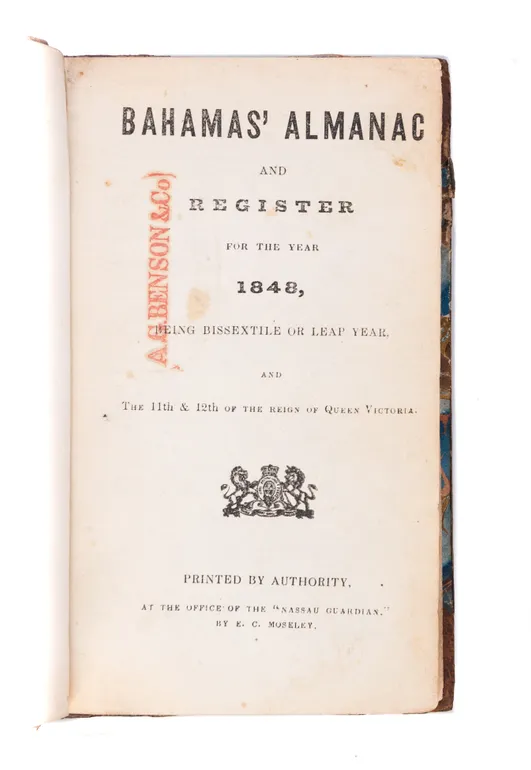 BAHAMAS' ALMANAC
AND
REGISTER
FOR THE YEAR
1848,
BEING BISSEXTILE OR LEAP YEAR,
AND
THE 11th & 12th OF THE REIGN OF QUEEN VICTORIA.
PRINTED BY AUTHORITY.
AT THE OFFICE OF THE "NASSAU GUARDIAN,"
BY E. C. MOSELEY.
BENSON & Co